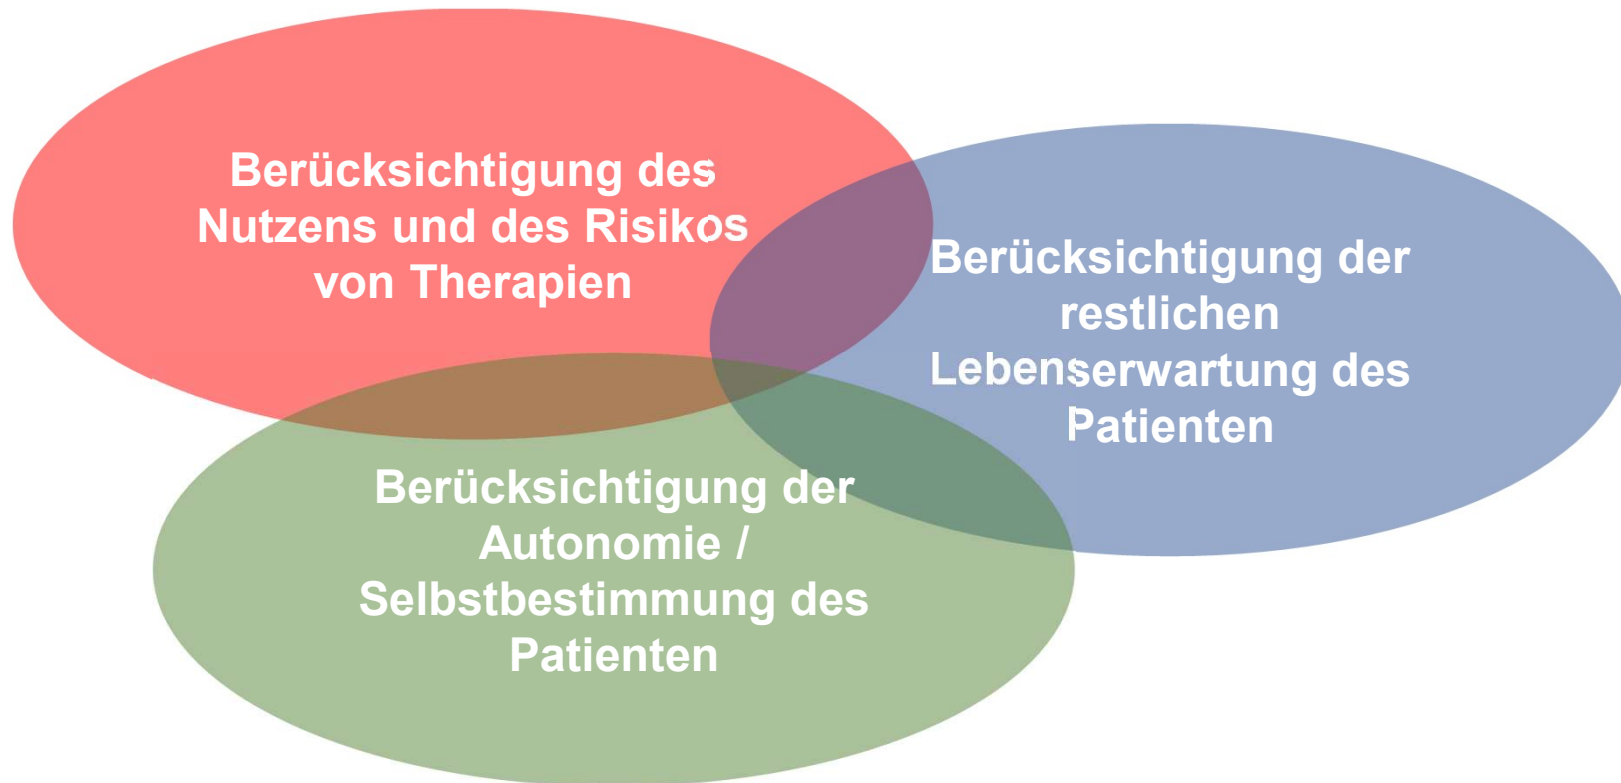 Berücksichtigung des
Nutzens und des Risikos
von Therapien
Berücksichtigung der
restlichen
Lebenserwartung des
Patienten
Berücksichtigung der
Autonomie /
Selbstbestimmung des
Patienten